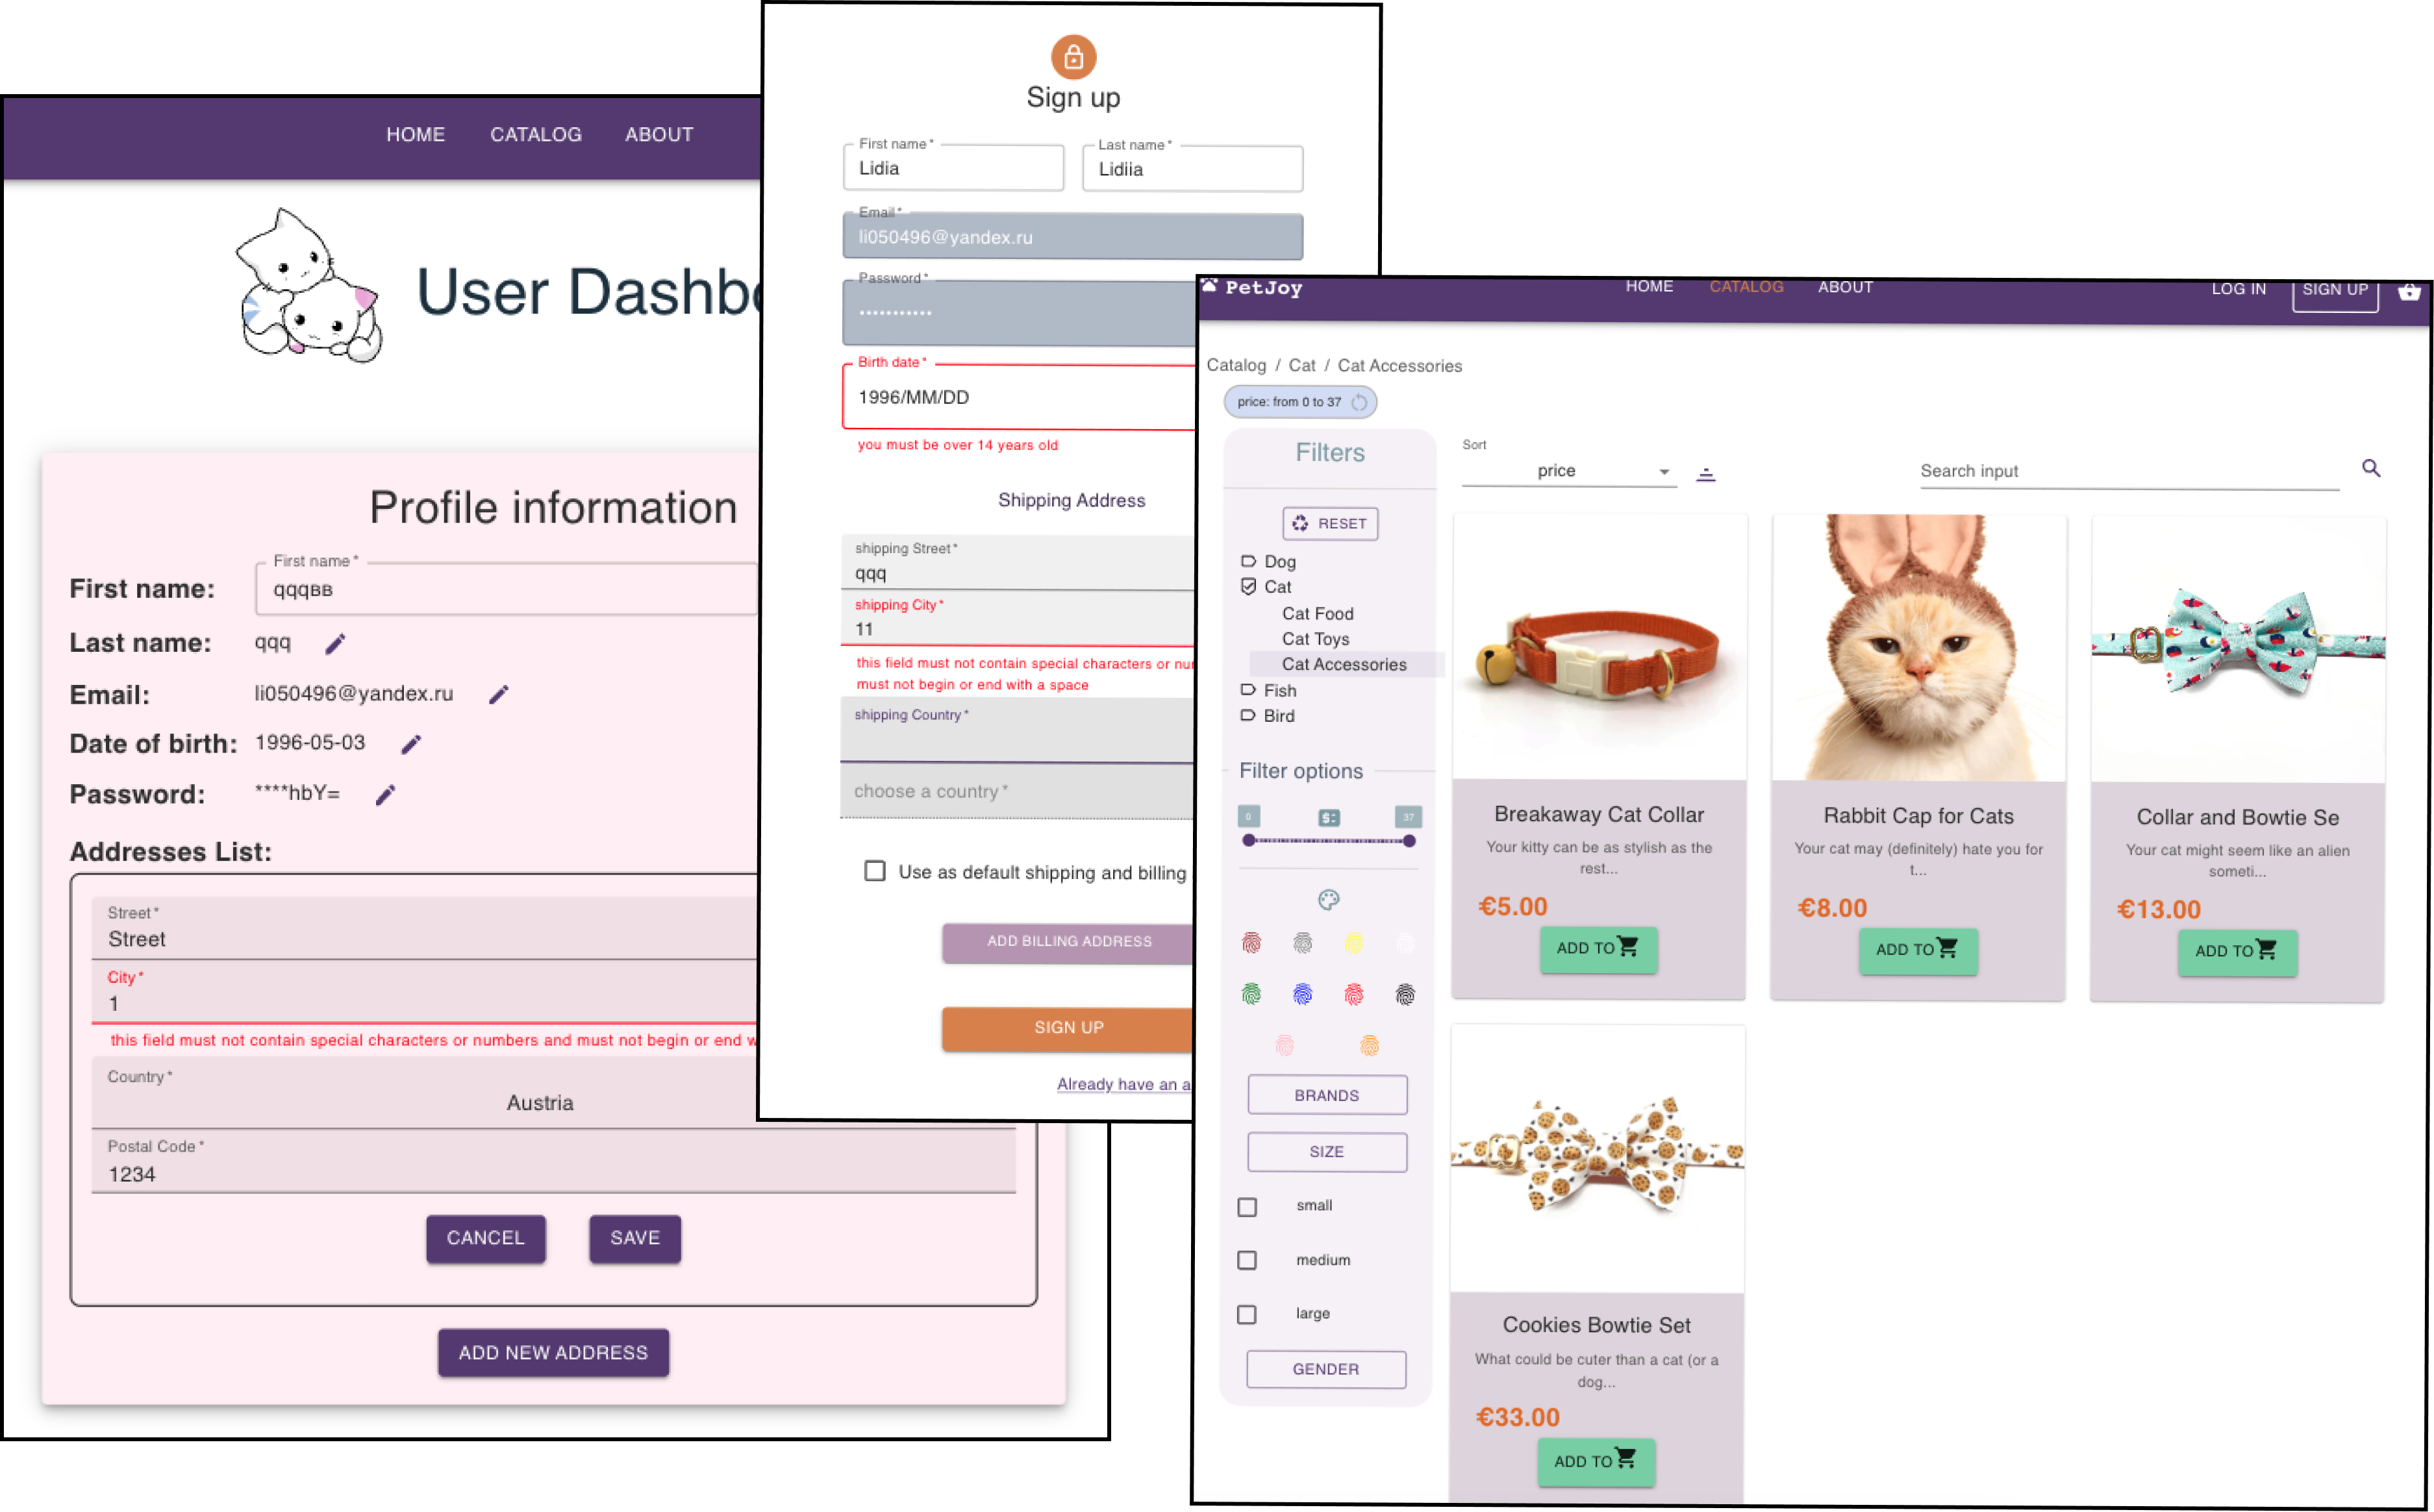 HOME CATALOG ABOUT
User Dashbo
Profile information
First name:
First name *
qqqвв
Last name:
qqq
Email:
li050496@yandex.ru
Date of birth:
1996-05-03
Password:
****hbY=
Addresses List:
Street *
Street
City *
1
this field must not contain special characters or numbers and must not begin or end w
Country *
Austria
Postal Code *
1234
CANCEL
SAVE
ADD NEW ADDRESS
Sign up
First name *
Lidia
Last name *
Lidiia
Email *
li050496@yandex.ru
Password *
Birth date *
1996/MM/DD
you must be over 14 years old
Shipping Address
shipping Street *
qqq
shipping City *
11
this field must not contain special characters or nu
must not begin or end with a space
shipping Country *
choose a country *
Use as default shipping and billing
ADD BILLING ADDRESS
SIGN UP
Already have an a
PetJoy
HOME CATALOG ABOUT
LOG IN
SIGN UP
Catalog / Cat / Cat Accessories
price: from 0 to 37
Filters
RESET
Dog
Cat
Cat Food
Cat Toys
Cat Accessories
Fish
Bird
Filter options
0
37
BRANDS
SIZE
small
medium
large
GENDER
Sort
price
Search input
Breakaway Cat Collar
Your kitty can be as stylish as the
rest...
€5.00
ADD TO
Rabbit Cap for Cats
Your cat may (definitely) hate you for
t...
€8.00
ADD TO
Collar and Bowtie Se
Your cat might seem like an alien
someti...
€13.00
ADD TO
Cookies Bowtie Set
What could be cuter than a cat (or a
dog...
€33.00
ADD TO